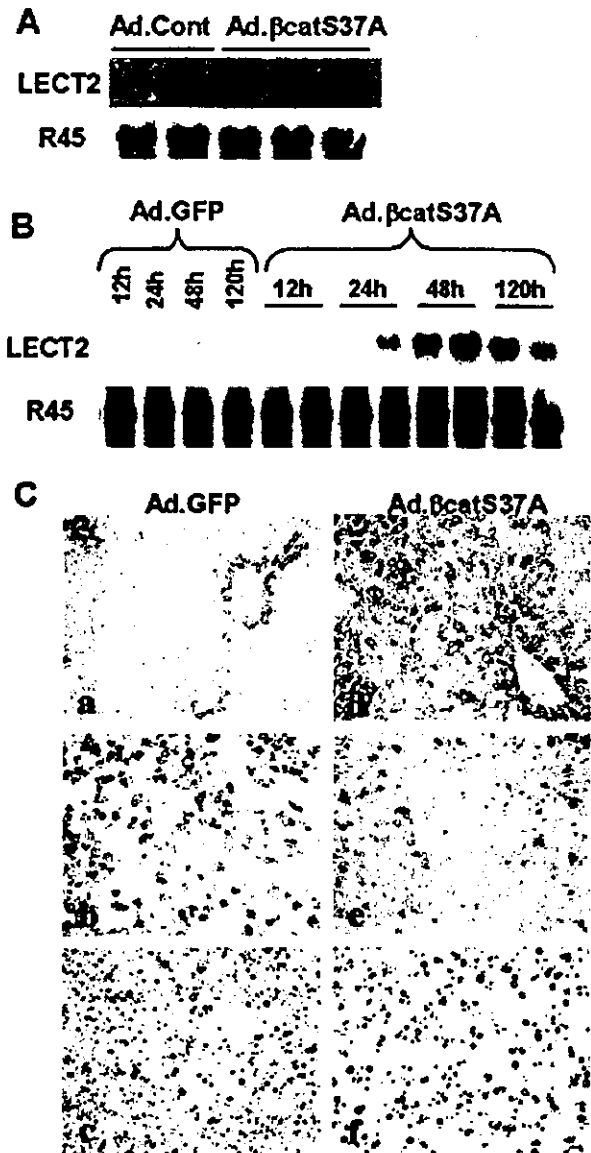 A
Ad.Cont Ad.βcatS37A
LECT2
R45
B
Ad.GFP Ad.βcatS37A
12h 24h 48h 120h 12h 24h 48h 120h
LECT2
R45
C
Ad.GFP Ad.βcatS37A
a
b e
c f